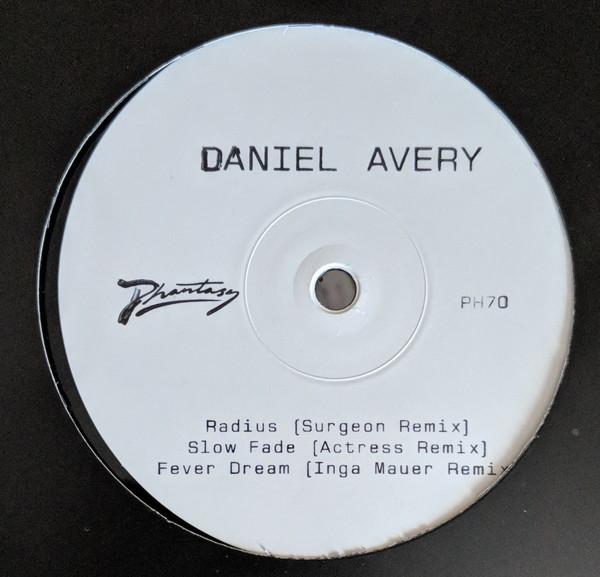 DANIEL AVERY
Phantasy
PH70
Radius [Surgeon Remix]
Slow Fade [Actress Remix]
Fever Dream [Inga Mauer Remix